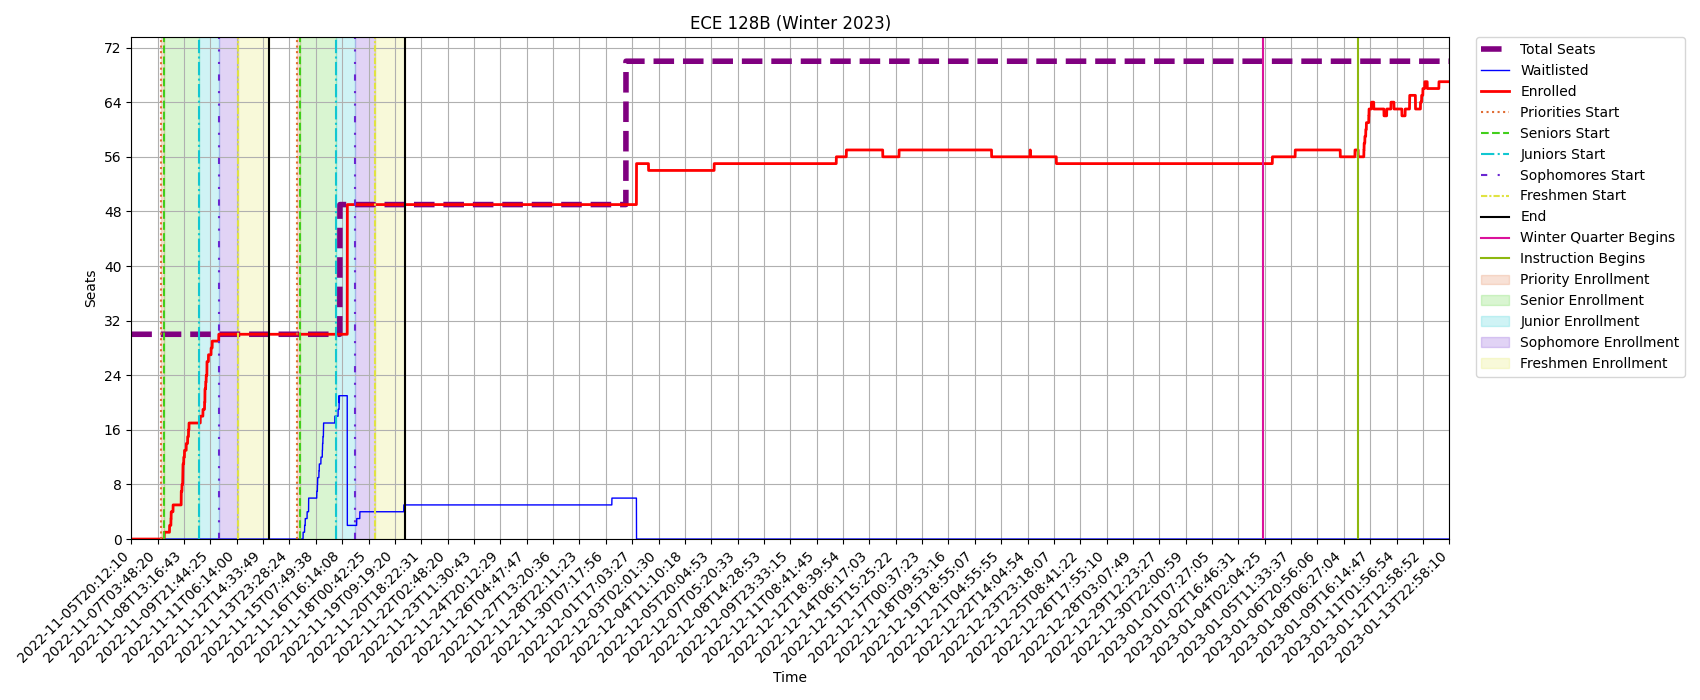 ECE 128B (Winter 2023)
72
64
56
48
40
32
24
16
8
0
Seats
2022-11-05T20:12:10
2022-11-07T03:48:20
2022-11-08T13:16:43
2022-11-09T21:44:25
2022-11-11T06:14:00
2022-11-12T14:33:49
2022-11-13T23:28:24
2022-11-15T07:49:38
2022-11-16T16:14:08
2022-11-18T00:42:25
2022-11-19T09:19:20
2022-11-20T18:22:31
2022-11-22T02:48:20
2022-11-23T11:30:43
2022-11-24T20:12:29
2022-11-26T04:47:47
2022-11-27T13:20:36
2022-11-28T22:11:23
2022-11-30T07:17:56
2022-12-01T17:03:27
2022-12-03T02:01:30
2022-12-04T11:10:18
2022-12-05T20:04:53
2022-12-07T05:20:33
2022-12-08T14:28:53
2022-12-09T23:33:15
2022-12-11T08:41:45
2022-12-12T18:39:54
2022-12-14T06:17:03
2022-12-15T15:25:22
2022-12-17T00:37:23
2022-12-18T09:53:16
2022-12-19T18:55:07
2022-12-21T04:55:55
2022-12-22T14:04:54
2022-12-23T23:18:07
2022-12-25T08:41:22
2022-12-26T17:55:10
2022-12-28T03:07:49
2022-12-29T12:23:27
2022-12-30T22:00:59
2023-01-01T07:27:05
2023-01-02T16:46:31
2023-01-04T02:04:25
2023-01-05T11:33:37
2023-01-06T20:56:06
2023-01-08T06:27:04
2023-01-09T16:14:47
2023-01-11T01:56:54
2023-01-12T12:58:52
2023-01-13T22:58:10
Time
Total Seats
Waitlisted
Enrolled
Priorities Start
Seniors Start
Juniors Start
Sophomores Start
Freshmen Start
End
Winter Quarter Begins
Instruction Begins
Priority Enrollment
Senior Enrollment
Junior Enrollment
Sophomore Enrollment
Freshmen Enrollment